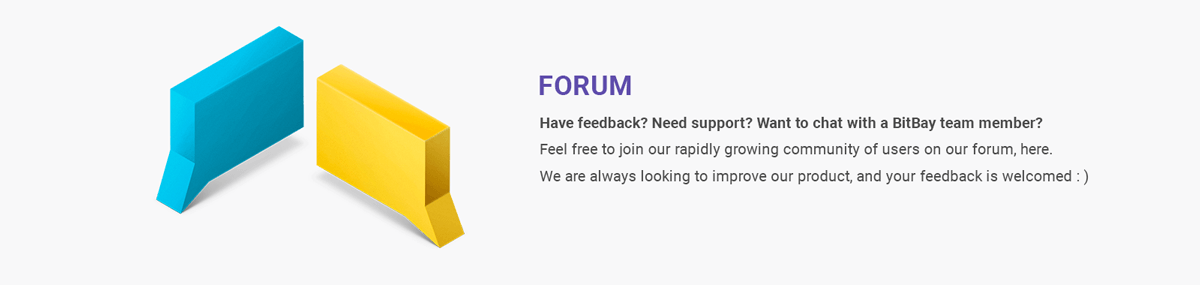 FORUM
Have feedback? Need support? Want to chat with a BitBay team member?
Feel free to join our rapidly growing community of users on our forum, here.
We are always looking to improve our product, and your feedback is welcomed : )